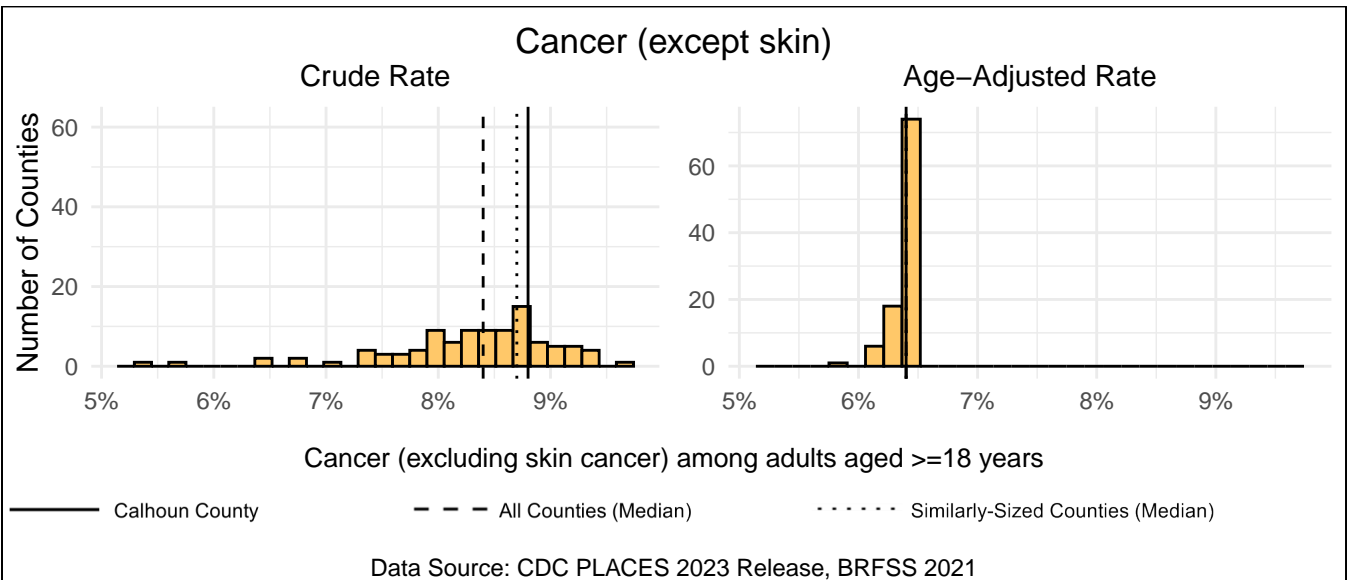 Cancer (except skin)
Crude Rate
Age−Adjusted Rate
Number of Counties
60
40
20
0
5%
6%
7%
8%
9%
60
40
20
0
5%
6%
7%
8%
9%
Cancer (excluding skin cancer) among adults aged >=18 years
Calhoun County
All Counties (Median)
Similarly-Sized Counties (Median)
Data Source: CDC PLACES 2023 Release, BRFSS 2021